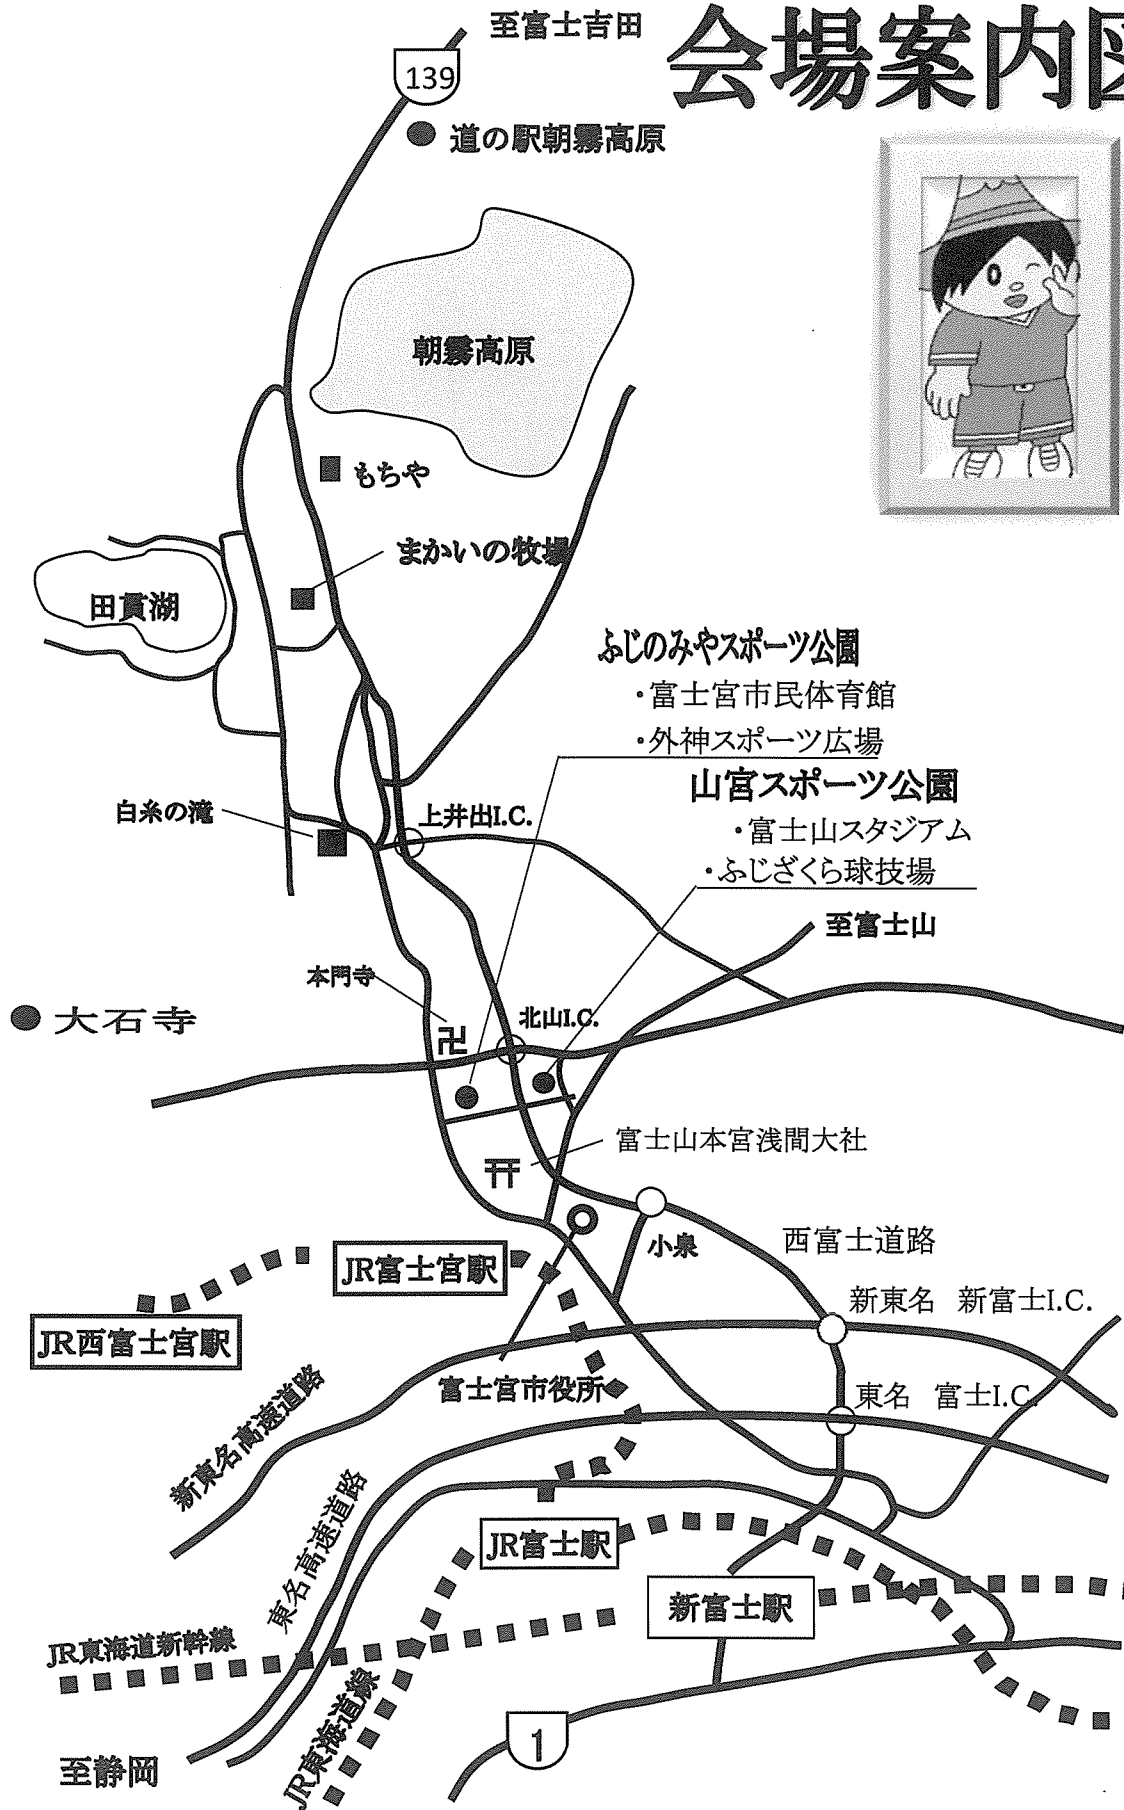 至富士吉田
会場案内図
139
道の駅朝霧高原
朝霧高原
もちや
まかいの牧場
田貫湖
ふじのみやスポーツ公園
・富士宮市民体育館
・外神スポーツ広場
山宮スポーツ公園
・富士山スタジアム
・ふじざくら球技場
白糸の滝
上井出I.C.
至富士山
本門寺
大石寺
北山I.C.
富士山本宮浅間大社
小泉
西富士道路
JR富士宮駅
新東名 新富士I.C.
JR西富士宮駅
富士宮市役所
東名 富士I.C.
新東名高速道路
東名高速道路
JR富士駅
新富士駅
JR東海道新幹線
JR東海道線
1
至静岡